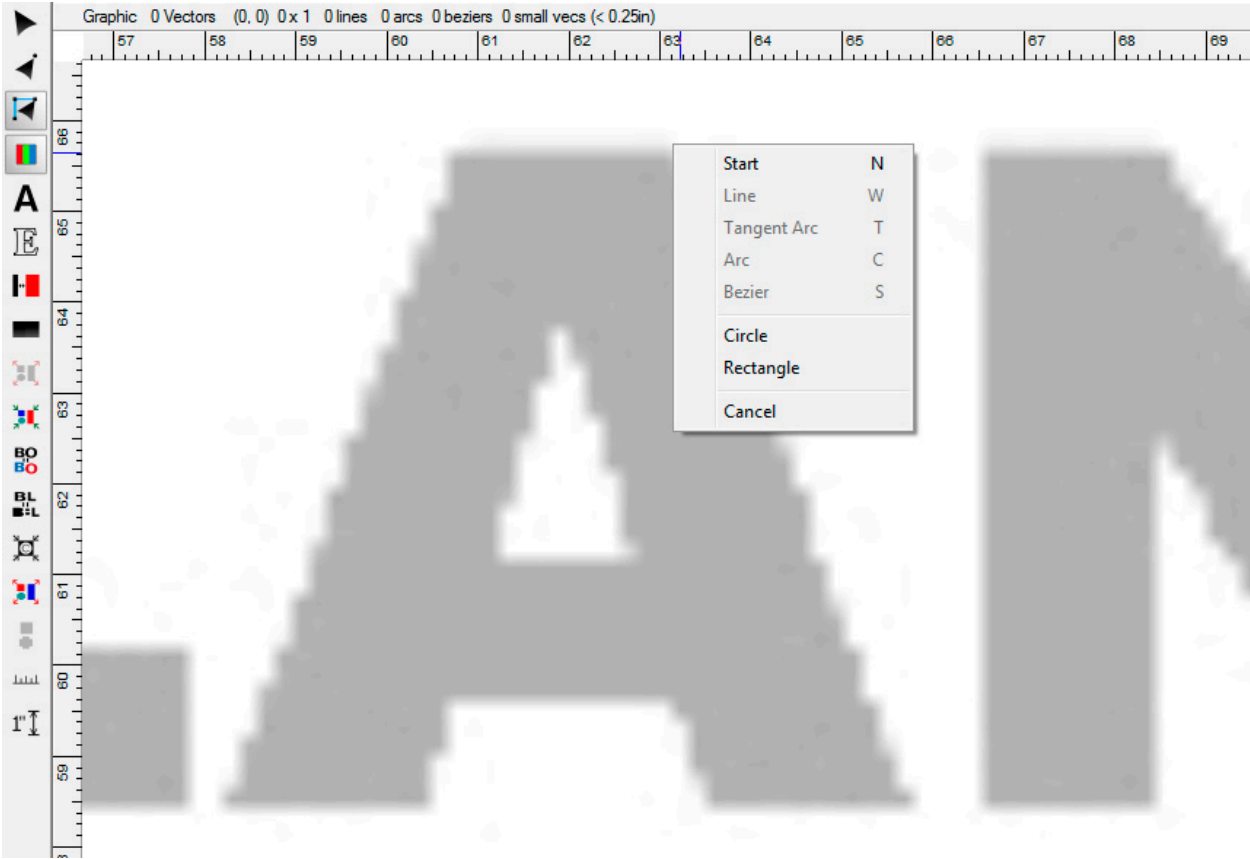 Graphic 0 Vectors (0, 0) 0 x 1 0 lines 0 arcs 0 beziers 0 small vecs (< 0.25in)
57 58 59 60 61 62 63 64 65 66 67 68 69
66
65
64
63
62
61
60
59
A
E
BO
BO
BL
BL
C
1"
AN
Start N
Line W
Tangent Arc T
Arc C
Bezier S
Circle
Rectangle
Cancel